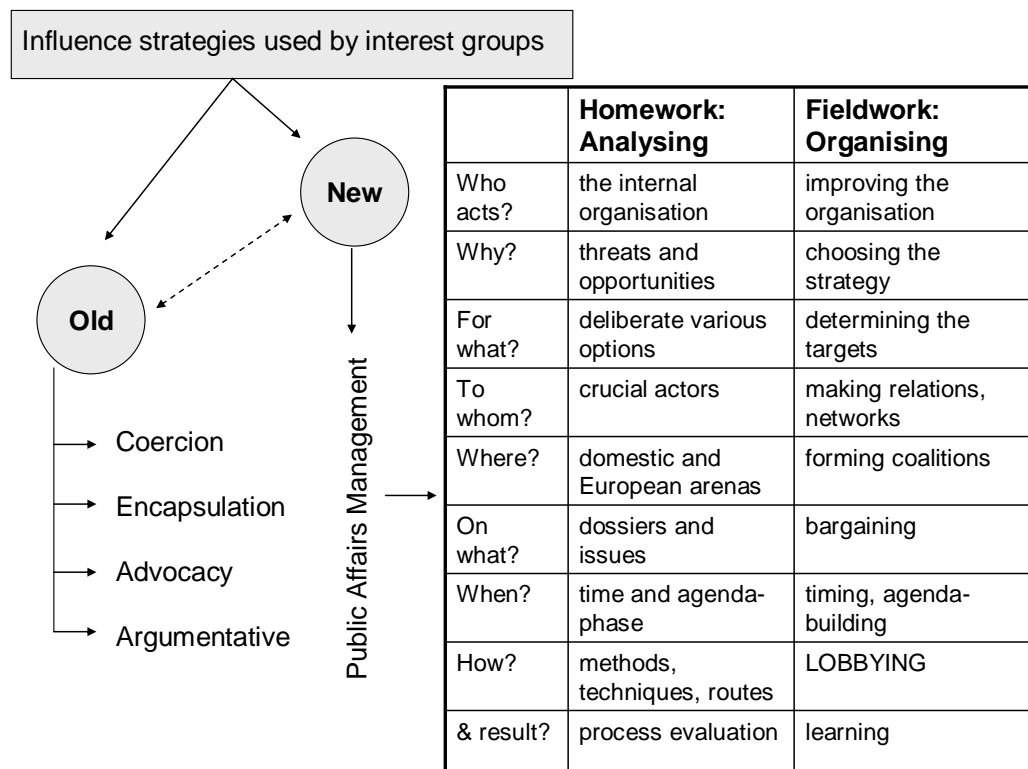 Influence strategies used by interest groups
New
Old
Coercion
Encapsulation
Advocacy
Argumentative
Public Affairs Management
Homework:
Analysing
Fieldwork:
Organising
Who
acts?
the internal
organisation
improving the
organisation
Why?
threats and
opportunities
choosing the
strategy
For
what?
deliberate various
options
determining the
targets
To
whom?
crucial actors
making relations,
networks
Where?
domestic and
European arenas
forming coalitions
On
what?
dossiers and
issues
bargaining
When?
time and agenda-
phase
timing, agenda-
building
How?
methods,
techniques, routes
LOBBYING
& result?
process evaluation
learning